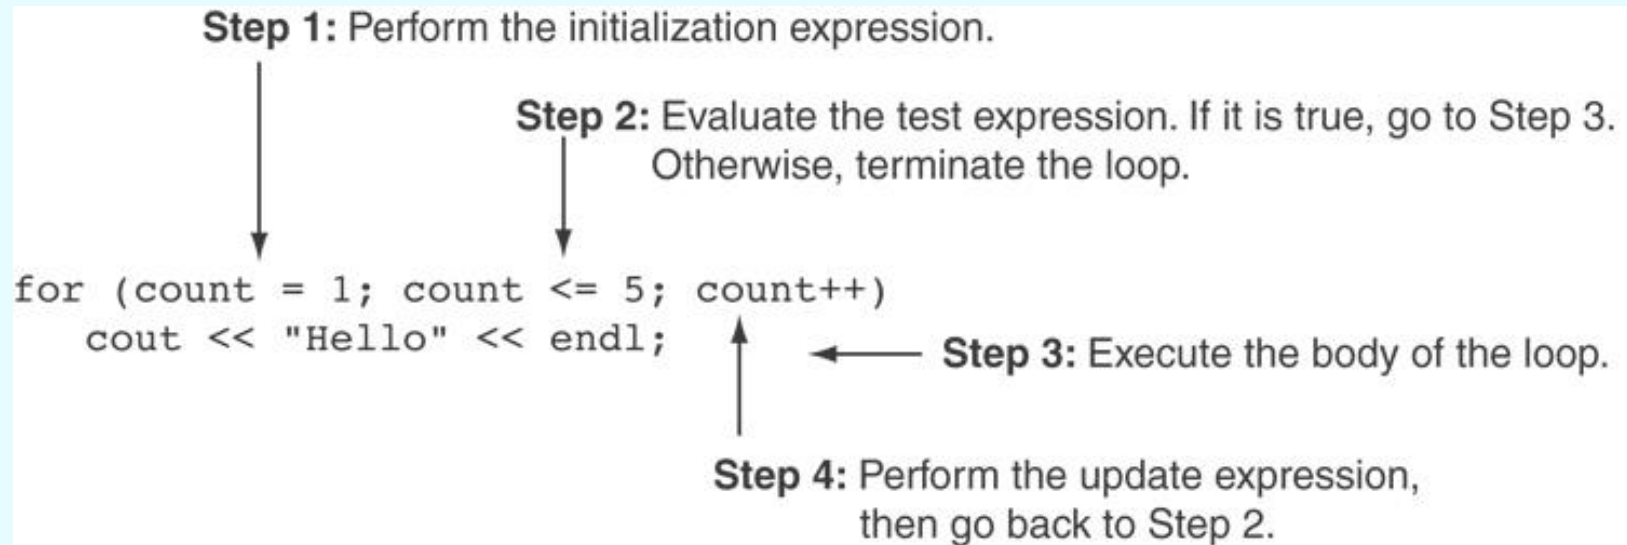 Step 1: Perform the initialization expression.
Step 2: Evaluate the test expression. If it is true, go to Step 3.
Otherwise, terminate the loop.
for (count = 1; count <= 5; count++)
cout << "Hello" << endl;
Step 3: Execute the body of the loop.
Step 4: Perform the update expression,
then go back to Step 2.